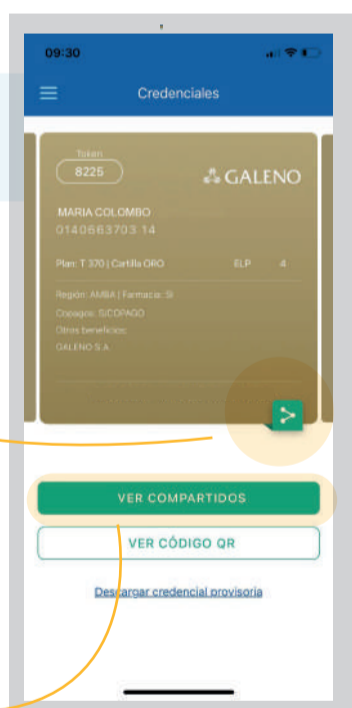 09:30
Credenciales
Token
8225
GALENO
MARIA COLOMBO
0140663703 14
Plan: T 370 | Cartilla ORO ELP 4
Región: AMBA | Farmacia: Si
Copagos: S/COPAGO
Otros beneficios:
GALENO S.A.
VER COMPARTIDOS
VER CÓDIGO QR
Descargar credencial provisoria